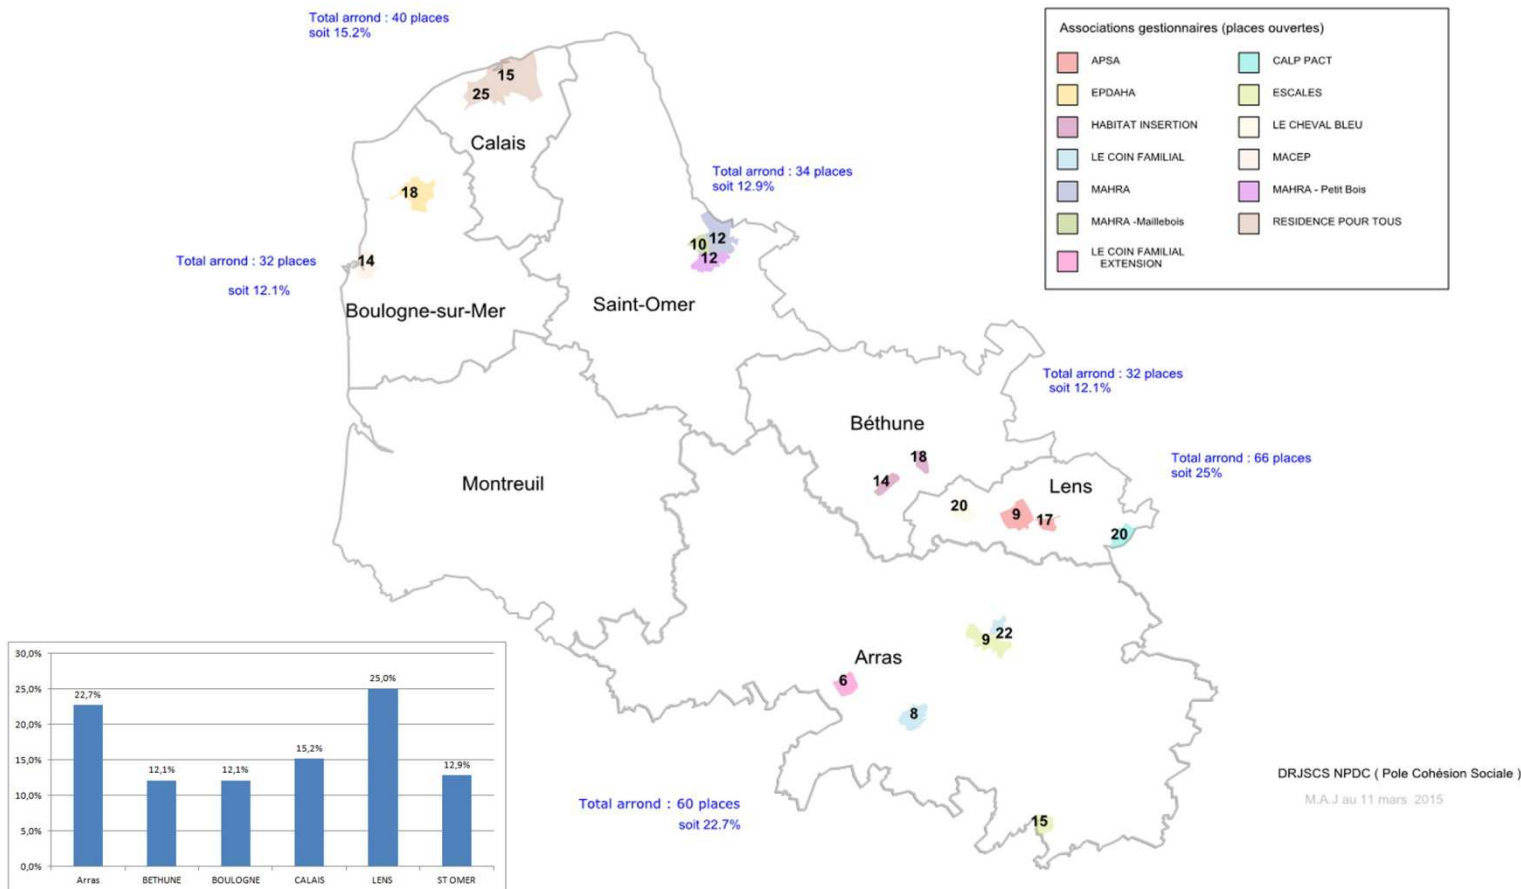 Total arrond : 40 places
soit 15.2%
Associations gestionnaires (places ouvertes)
APSA
CALP PACT
EPDAHA
ESCALES
HABITAT INSERTION
LE CHEVAL BLEU
LE COIN FAMILIAL
MACEP
MAHRA
MAHRA - Petit Bois
MAHRA -Maillebois
RESIDENCE POUR TOUS
LE COIN FAMILIAL
EXTENSION
15
25
Calais
18
Total arrond : 34 places
soit 12.9%
10
12
12
Total arrond : 32 places
soit 12.1%
14
Boulogne-sur-Mer
Saint-Omer
Total arrond : 32 places
soit 12.1%
Béthune
18
14
Montreuil
Total arrond : 66 places
soit 25%
Lens
20
9
17
20
Arras
9
22
6
8
15
Total arrond : 60 places
soit 22.7%
DRJSCS NPDC ( Pole Cohésion Sociale )
M.A.J au 11 mars 2015
30,0%
25,0%
20,0%
15,0%
10,0%
5,0%
0,0%
22,7%
12,1%
12,1%
15,2%
25,0%
12,9%
Arras
BETHUNE
BOULOGNE
CALAIS
LENS
ST OMER